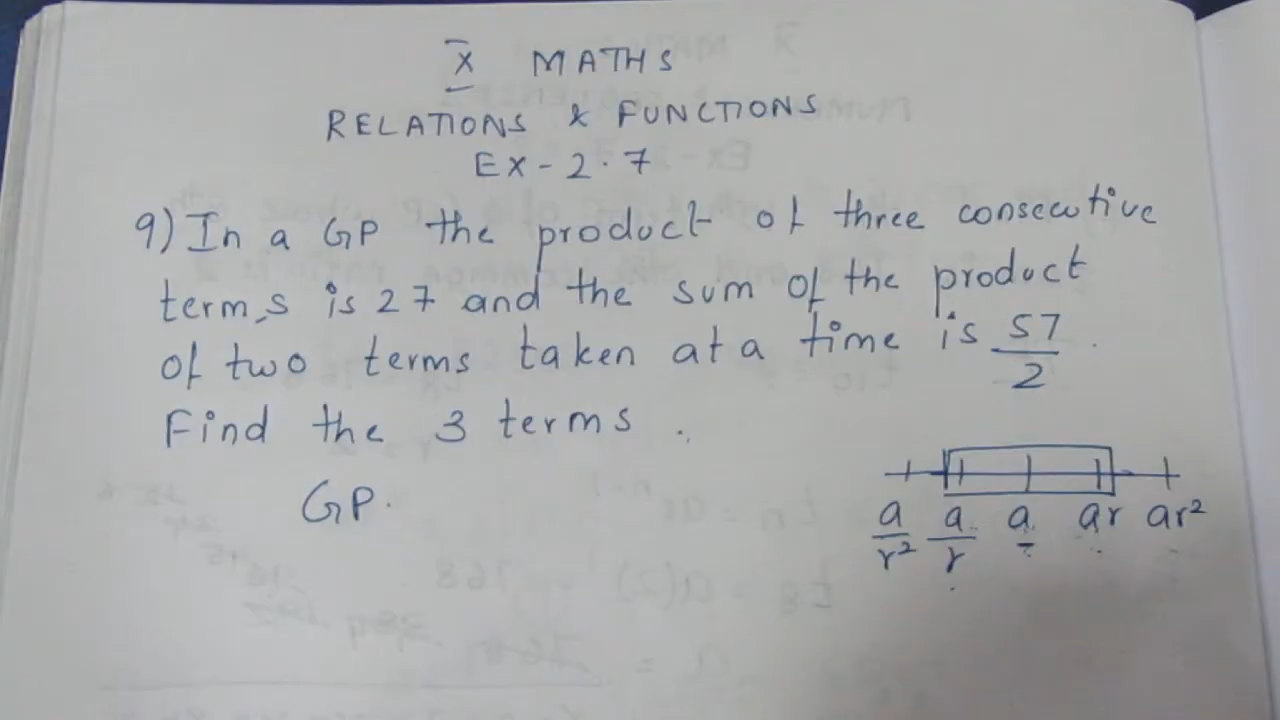 X MATHS
RELATIONS & FUNCTIONS
EX-2.7
9) In a GP the product of three consecutive
terms is 27 and the sum of the product
of two terms taken at a time is 57/2.
Find the 3 terms.
GP.
a/r² a/r a ar ar²